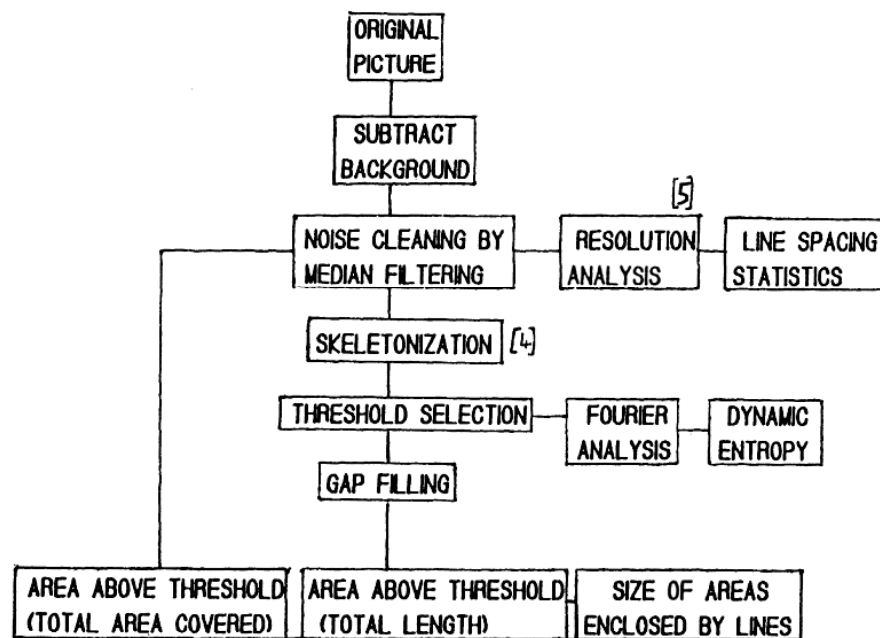 ORIGINAL
PICTURE
SUBTRACT
BACKGROUND
[5]
NOISE CLEANING BY
MEDIAN FILTERING
RESOLUTION
ANALYSIS
LINE SPACING
STATISTICS
SKELETONIZATION
[4]
THRESHOLD SELECTION
FOURIER
ANALYSIS
DYNAMIC
ENTROPY
GAP FILLING
AREA ABOVE THRESHOLD
(TOTAL AREA COVERED)
AREA ABOVE THRESHOLD
(TOTAL LENGTH)
SIZE OF AREAS
ENCLOSED BY LINES